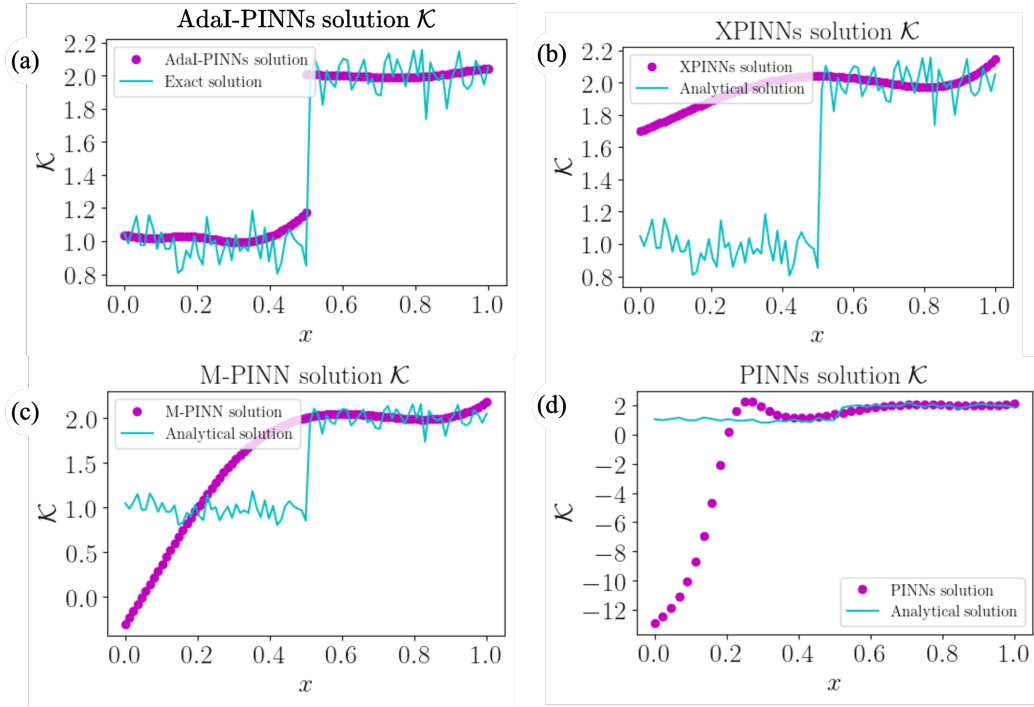 (a)
AdaI-PINNs solution 𝒦
2.2
2.0
1.8
1.6
1.4
1.2
1.0
0.8
𝒦
AdaI-PINNs solution
Exact solution
0.0 0.2 0.4 0.6 0.8 1.0
x
(b)
XPINNs solution 𝒦
2.2
2.0
1.8
1.6
1.4
1.2
1.0
0.8
𝒦
XPINNs solution
Analytical solution
0.0 0.2 0.4 0.6 0.8 1.0
x
(c)
M-PINN solution 𝒦
2.0
1.5
1.0
0.5
0.0
𝒦
M-PINN solution
Analytical solution
0.0 0.2 0.4 0.6 0.8 1.0
x
(d)
PINNs solution 𝒦
2
0
−2
−4
−6
−8
−10
−12
𝒦
PINNs solution
Analytical solution
0.0 0.2 0.4 0.6 0.8 1.0
x